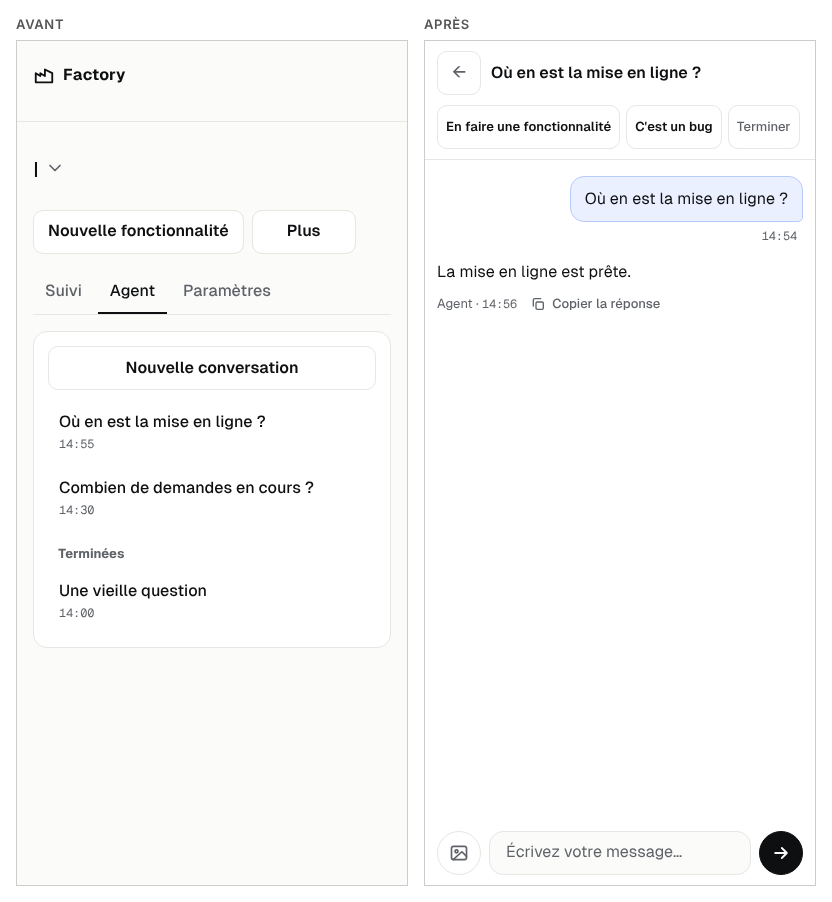 AVANT
Factory
Nouvelle fonctionnalité
Plus
Suivi
Agent
Paramètres
Nouvelle conversation
Où en est la mise en ligne ?
14:55
Combien de demandes en cours ?
14:30
Terminées
Une vieille question
14:00
APRÈS
Où en est la mise en ligne ?
En faire une fonctionnalité
C'est un bug
Terminer
Où en est la mise en ligne ?
14:54
La mise en ligne est prête.
Agent · 14:56
Copier la réponse
Écrivez votre message...